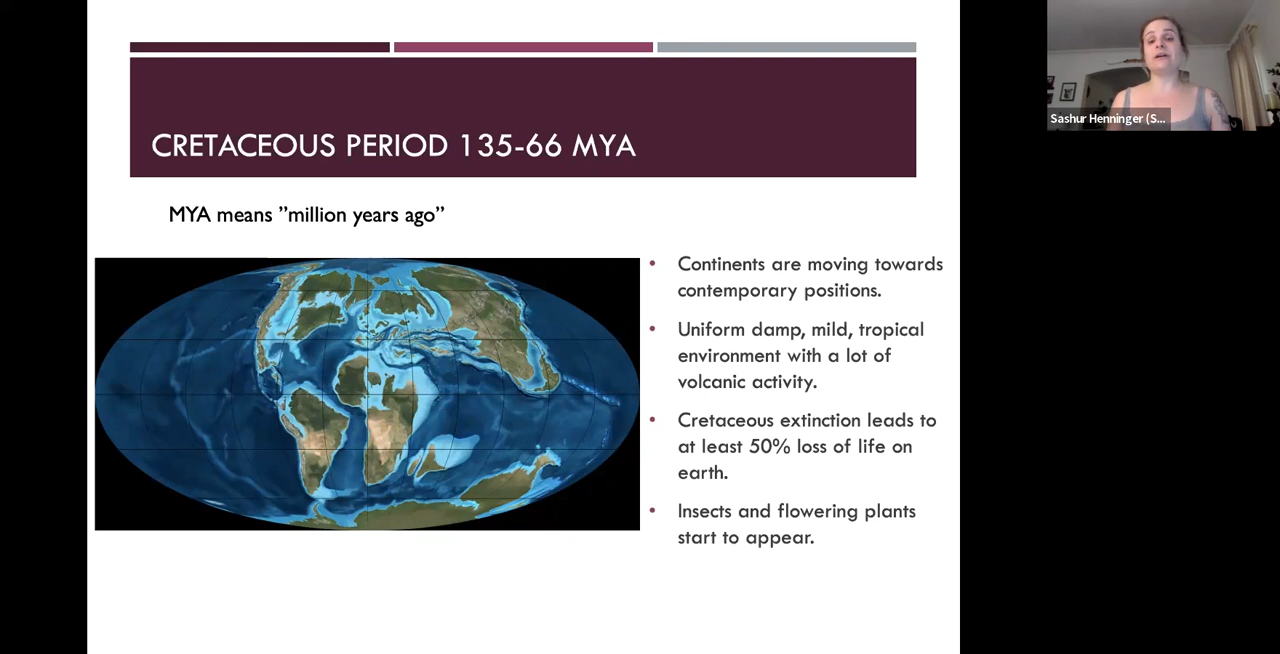 CRETACEOUS PERIOD 135-66 MYA
MYA means ”million years ago”
• Continents are moving towards
contemporary positions.
• Uniform damp, mild, tropical
environment with a lot of
volcanic activity.
• Cretaceous extinction leads to
at least 50% loss of life on
earth.
• Insects and flowering plants
start to appear.
Sashur Henninger (S...